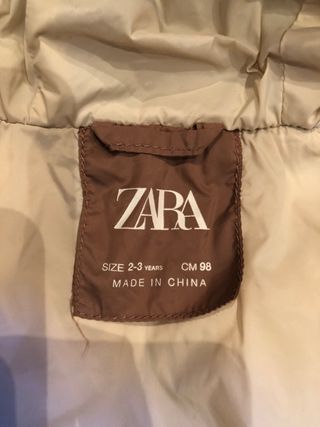 ZARA
SIZE 2-3 YEARS CM 98
MADE IN CHINA